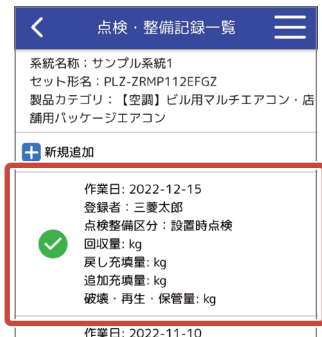 点検・整備記録一覧
系統名称：サンプル系統1
セット形名：PLZ-ZRMP112EFGZ
製品カテゴリ：【空調】ビル用マルチエアコン・店
舗用パッケージエアコン
新規追加
作業日: 2022-12-15
登録者：三菱太郎
点検整備区分：設置時点検
回収量: kg
戻し充填量: kg
追加充填量: kg
破壊・再生・保管量: kg
作業日: 2022-11-10